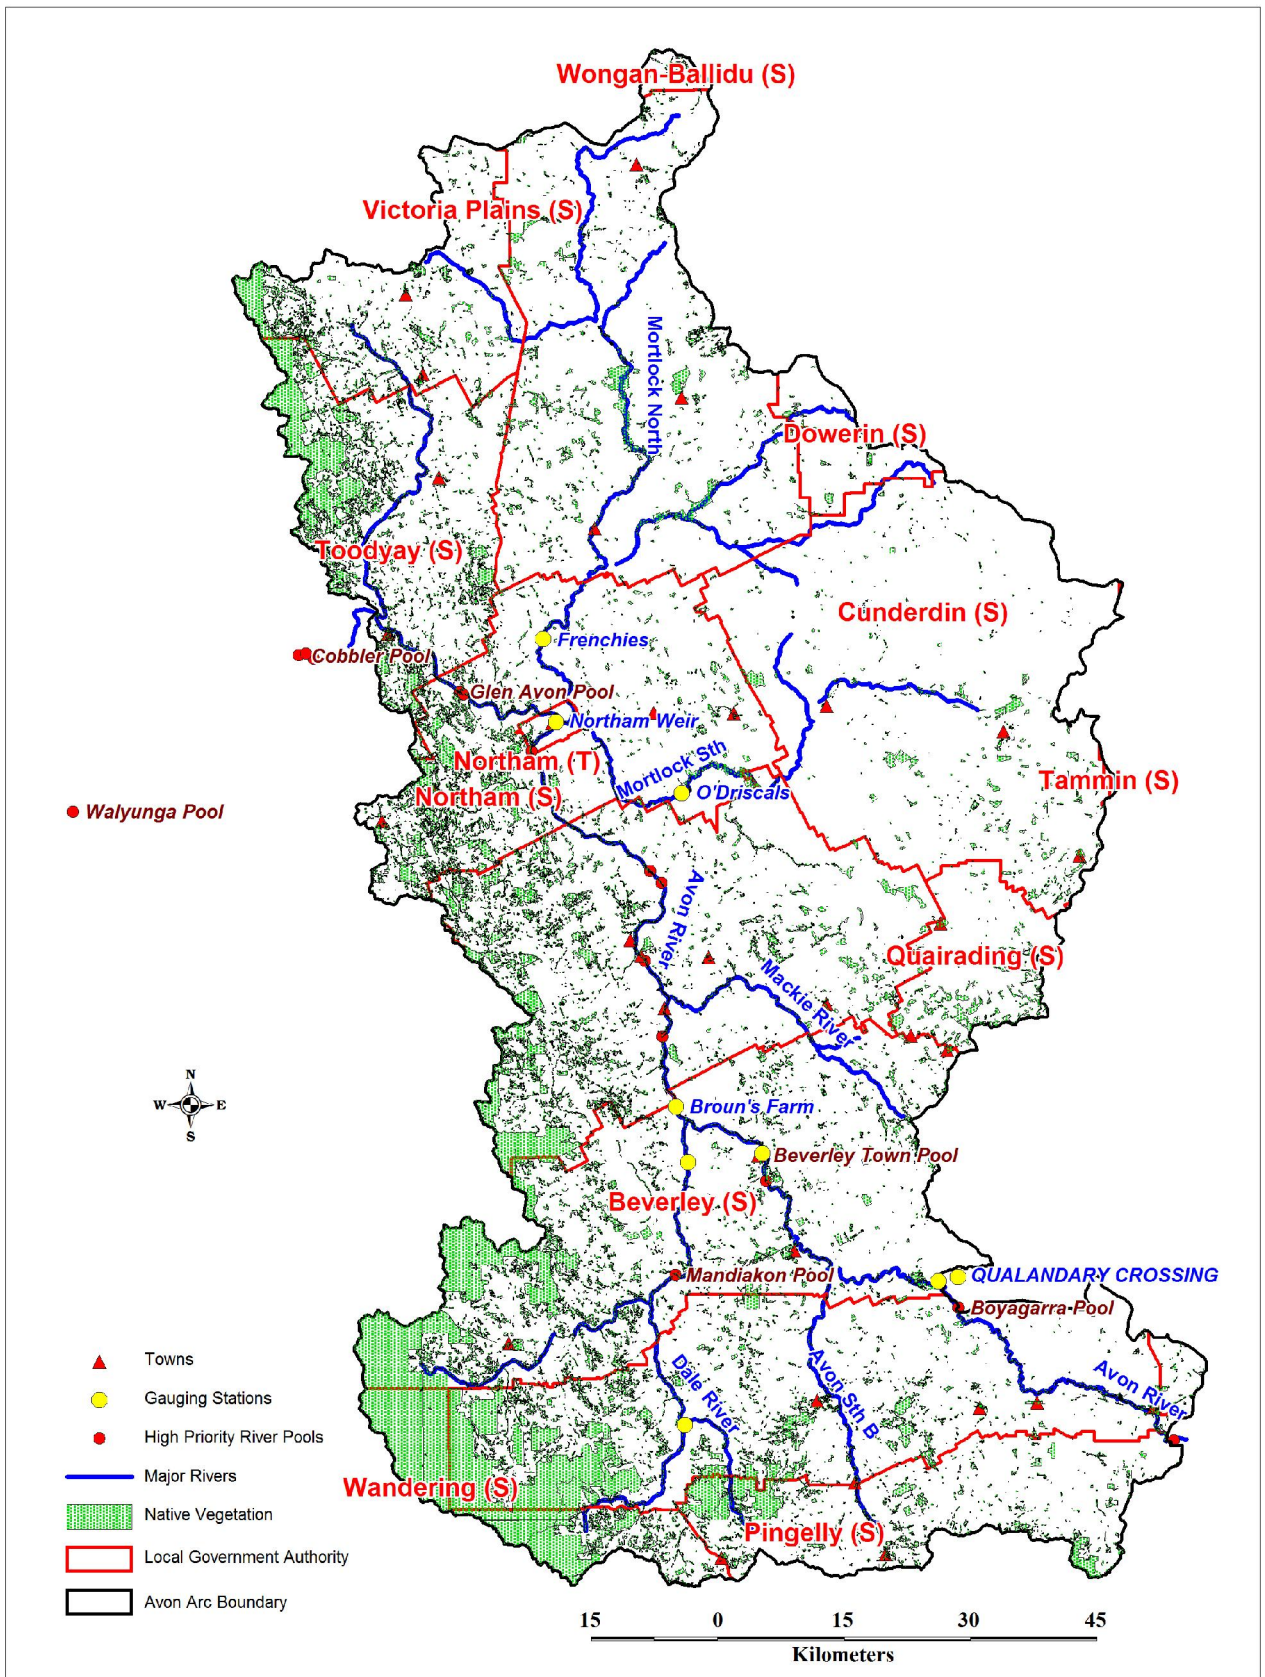 Wongan-Ballidu (S)
Victoria Plains (S)
Mortlock North
Dowerin (S)
Toodyay (S)
Cunderdin (S)
Frenchies
Cobbler Pool
Glen Avon Pool
Northam Weir
Northam (T)
Mortlock Sth
Tammin (S)
Northam (S)
O'Driscals
Walyunga Pool
Avon River
Quairading (S)
Mackie River
N
W
E
S
Broun's Farm
Beverley Town Pool
Beverley (S)
Mandiakon Pool
QUALANDARY CROSSING
Boyagarra Pool
Dale River
Avon Sth B
Avon River
Wandering (S)
Pingelly (S)
Towns
Gauging Stations
High Priority River Pools
Major Rivers
Native Vegetation
Local Government Authority
Avon Arc Boundary
15 0 15 30 45
Kilometers